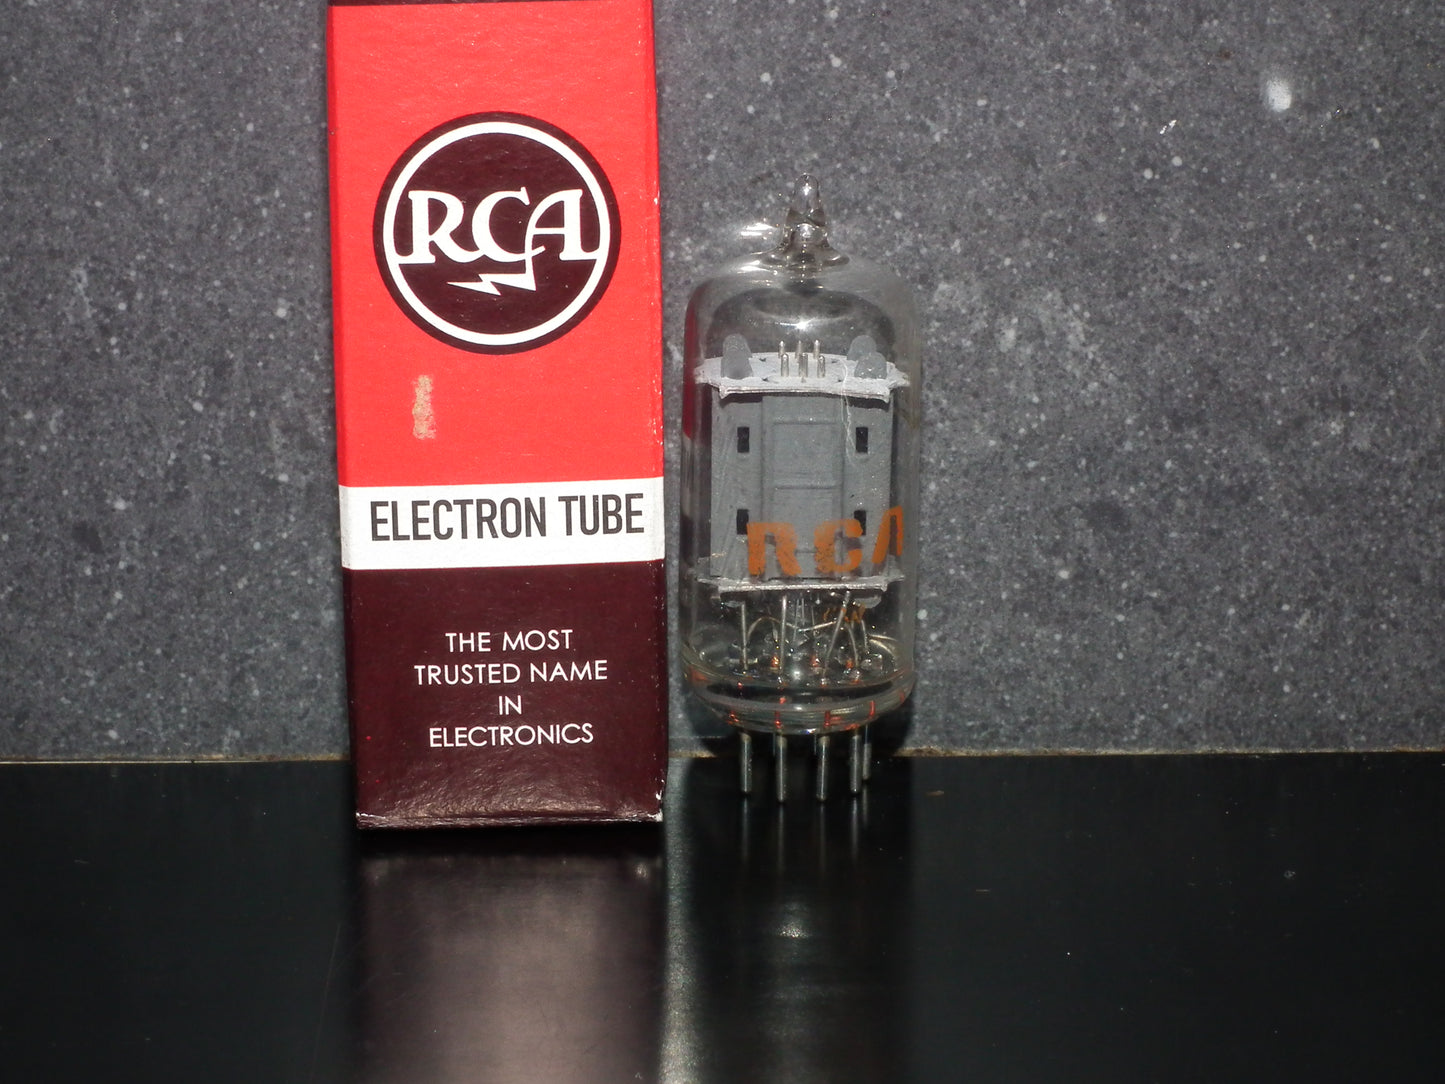 RCA
ELECTRON TUBE
THE MOST
TRUSTED NAME
IN
ELECTRONICS
RCA